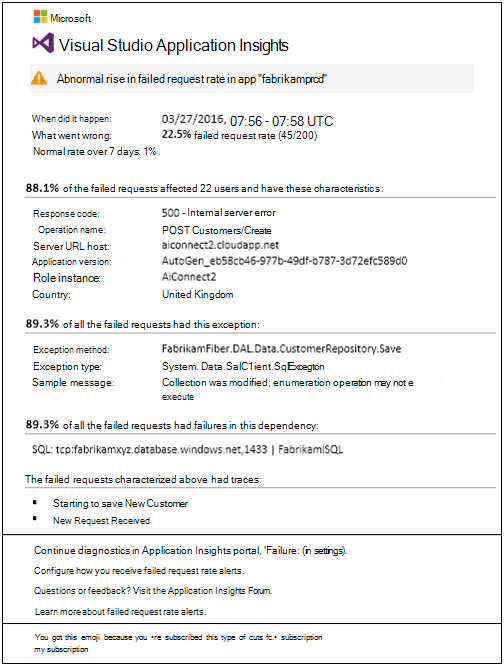 Microsoft
Visual Studio Application Insights
Abnormal rise in failed request rate in app "fabrikamprcd"
When did it happen: 03/27/2016, 07:56 - 07:58 UTC
What went wrong: 22.5% failed request rate (45/200)
Normal rate over 7 days: 1%
88.1% of the failed requests affected 22 users and have these characteristics:
Response code: 500 - Internal server error
Operation name: POST Customers/Create
Server URL host: aiconnect2.cloudapp.net
Application version: AutoGen_eb58cb46-977b-49df-b787-3d72efc589d0
Role instance: AiConnect2
Country: United Kingdom
89.3% of all the failed requests had this exception:
Exception method: FabrikamFiber.DAL.Data.CustomerRepository.Save
Exception type: System. Data.SalC1ient.SqlExcegton
Sample message: Collection was modified; enumeration operation may not e
execute
89.3% of all the failed requests had failures in this dependency:
SQL: tcp:fabrikamxyz.database.windows.net,1433 | FabrikamISQL
The failed requests characterized above had traces:
▪ Starting to save New Customer
▪ New Request Received
Continue diagnostics in Application Insights portal, 'Failure: (in settings).
Configure how you receive failed request rate alerts.
Questions or feedback? Visit the Application Insights Forum.
Learn more about failed request rate alerts.
You got this emoji because you •re subscribed this type of cuts fc.• subscription
my subscription